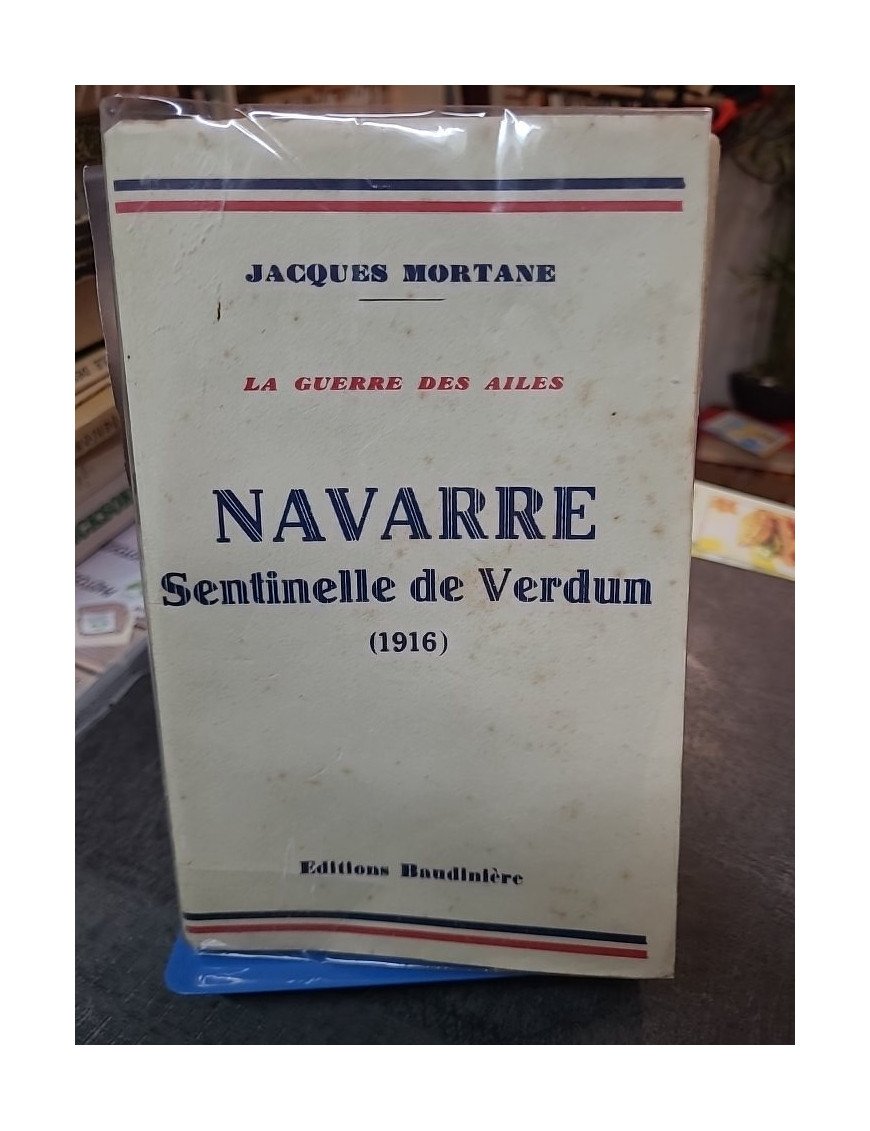 JACQUES MORTANE
LA GUERRE DES AILES
NAVARRE
Sentinelle de Verdun
(1916)
Editions Baudinière